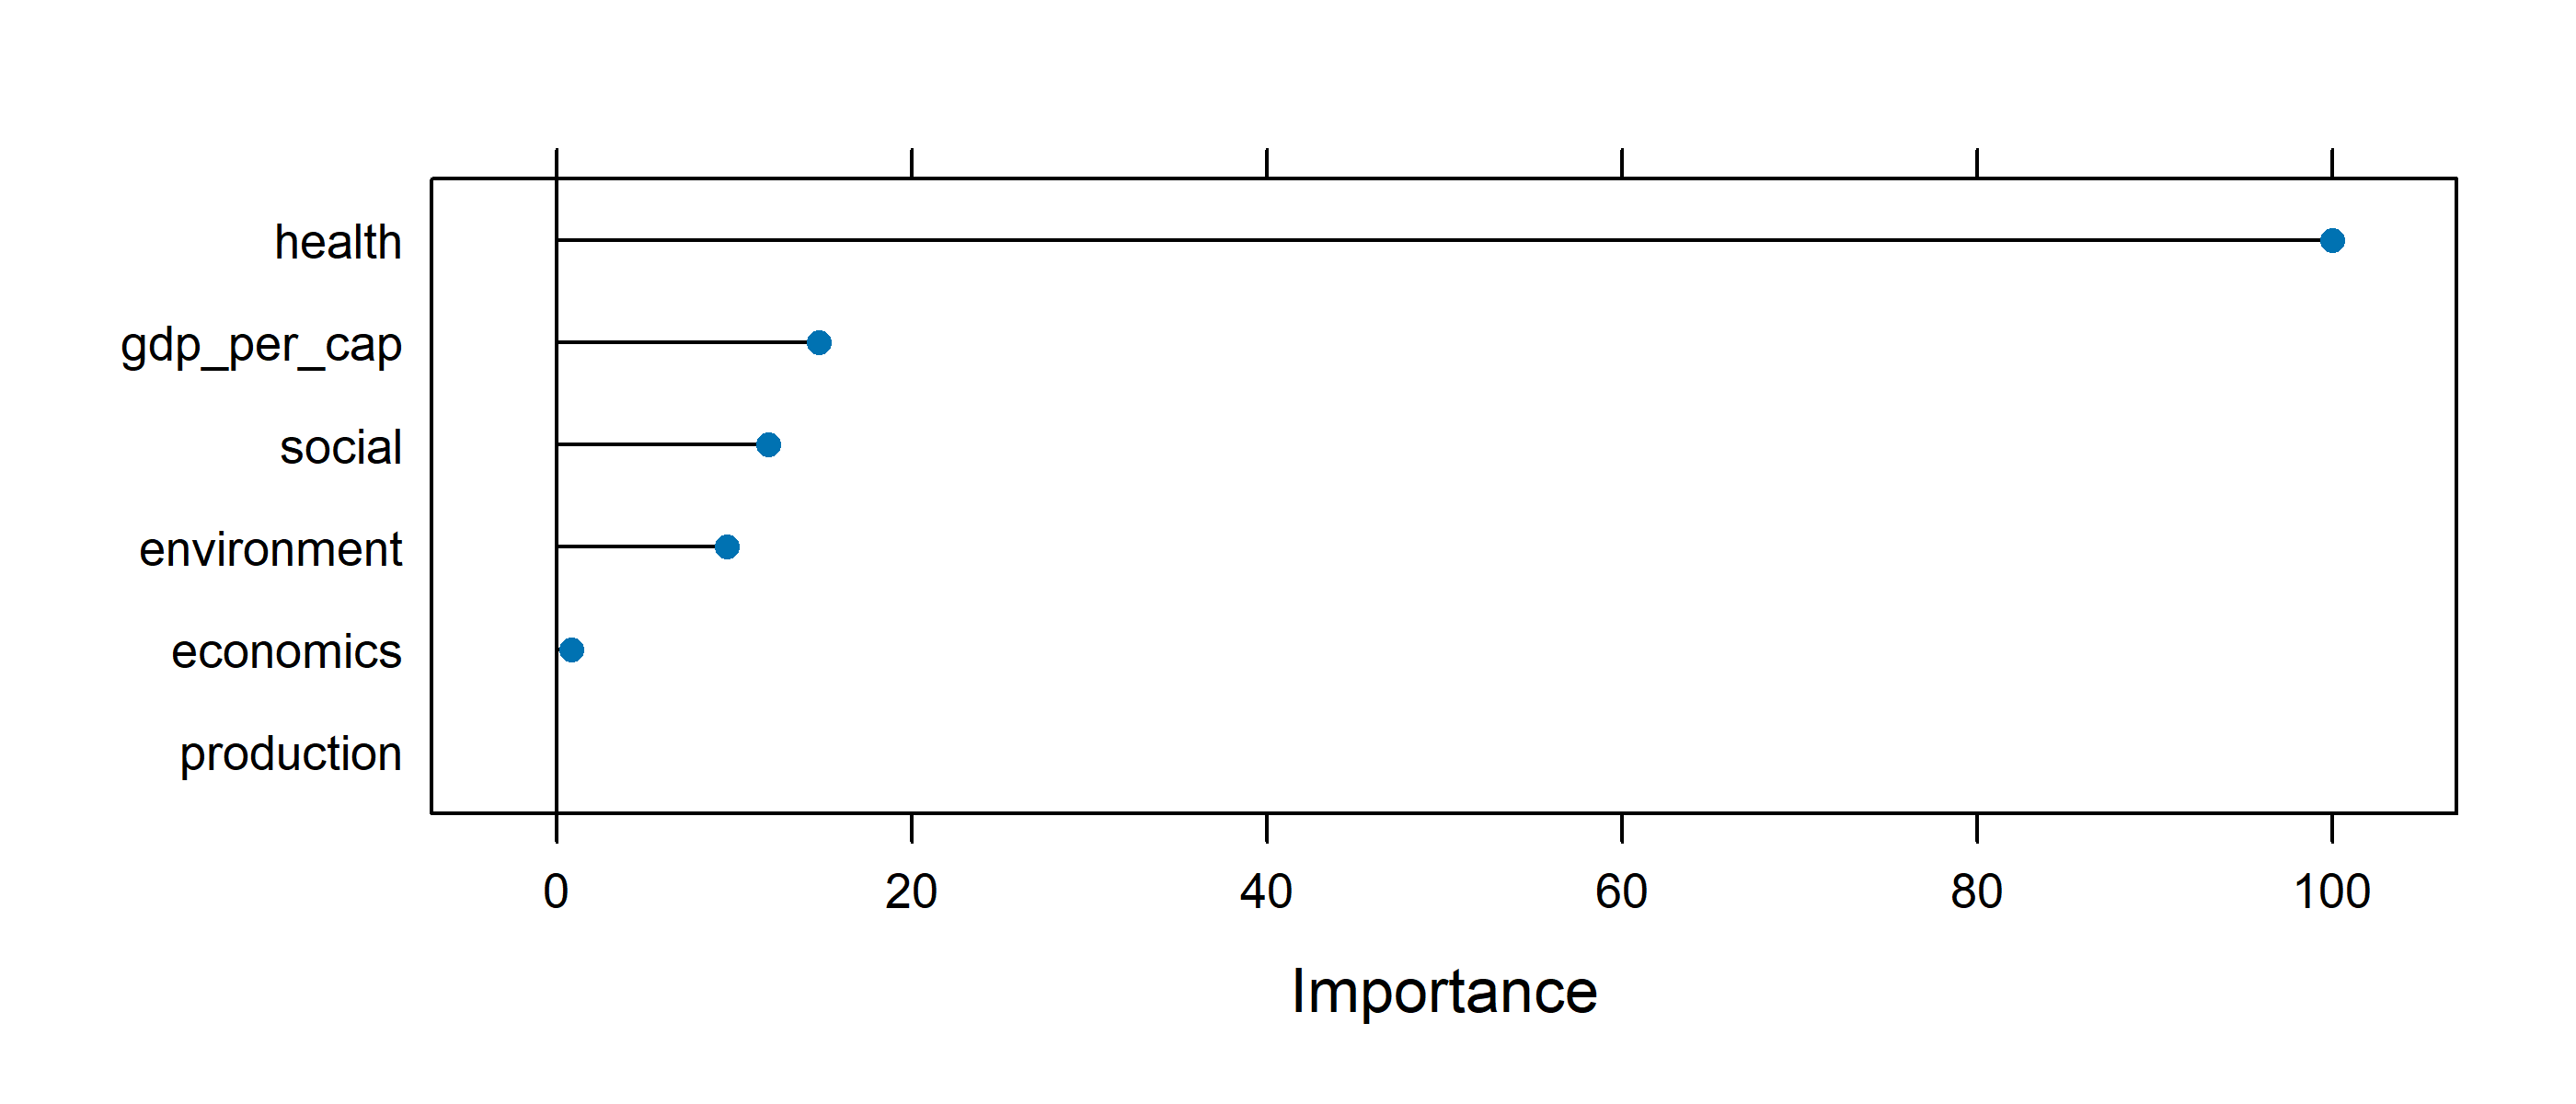 health
gdp_per_cap
social
environment
economics
production
0 20 40 60 80 100
Importance